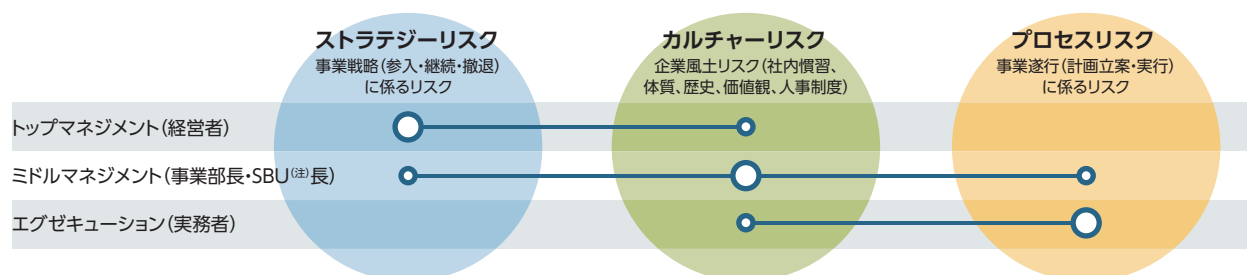 ストラテジーリスク
事業戦略(参入・継続・撤退)
に係るリスク
カルチャーリスク
企業風土リスク(社内慣習、
体質、歴史、価値観、人事制度)
プロセスリスク
事業遂行(計画立案・実行)
に係るリスク
トップマネジメント(経営者)
ミドルマネジメント(事業部長・SBU(注)長)
エグゼキューション(実務者)